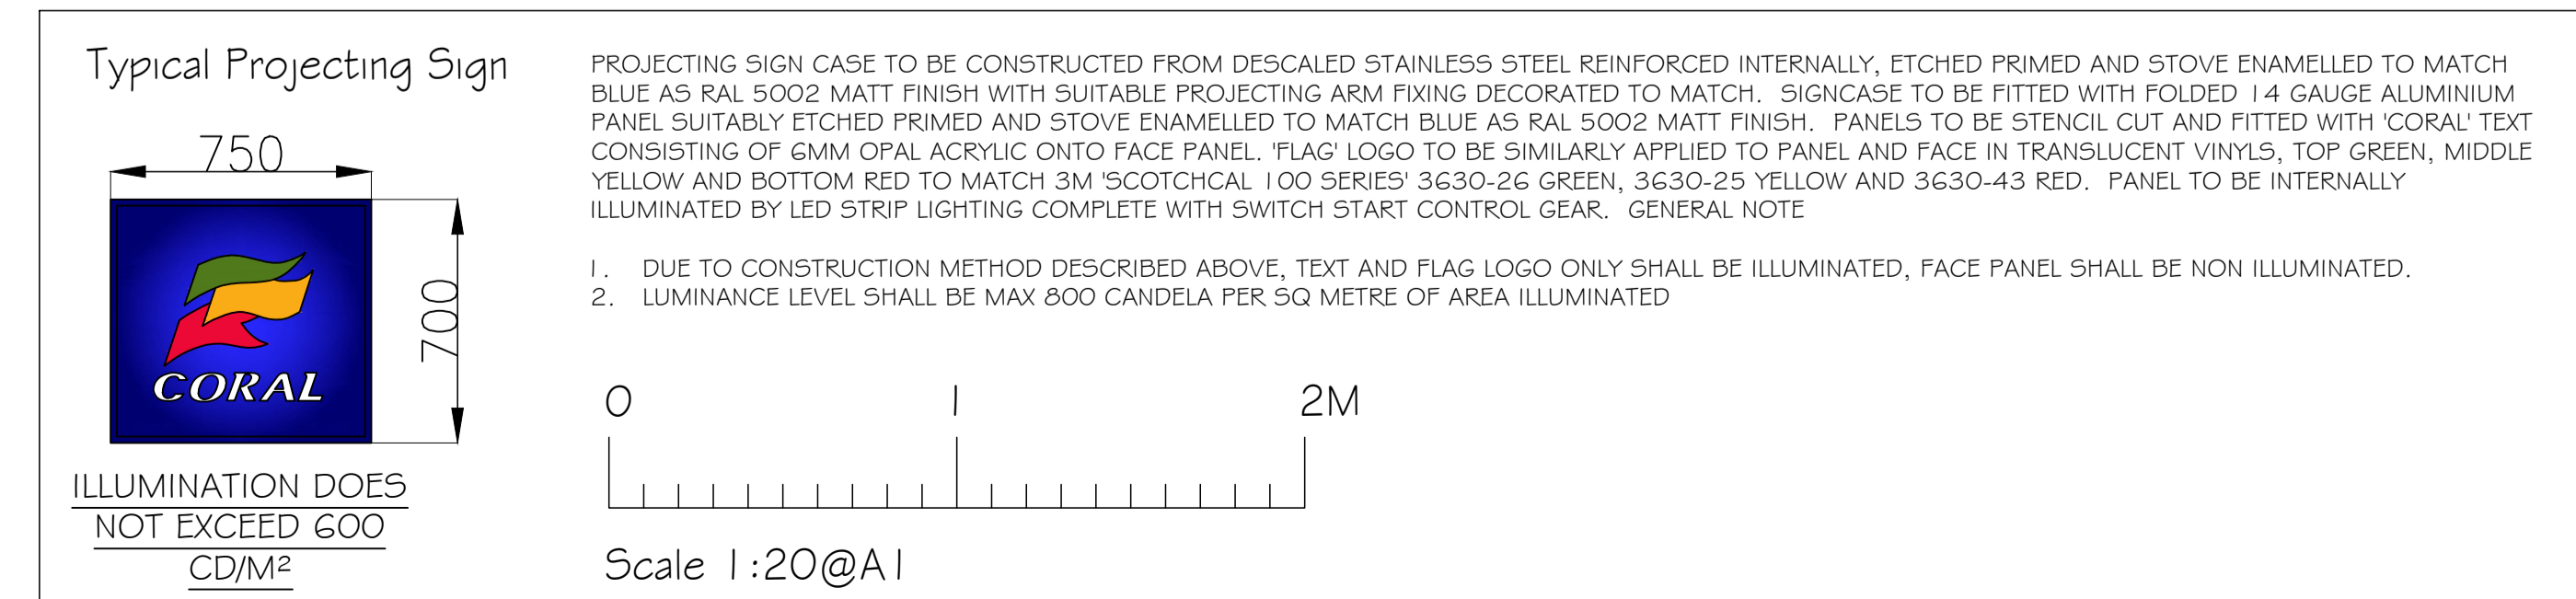 Typical Projecting Sign
750
700
CORAL
ILLUMINATION DOES
NOT EXCEED 600
CD/M²
PROJECTING SIGN CASE TO BE CONSTRUCTED FROM DESCALED STAINLESS STEEL REINFORCED INTERNALLY, ETCHED PRIMED AND STOVE ENAMELLED TO MATCH
BLUE AS RAL 5002 MATT FINISH WITH SUITABLE PROJECTING ARM FIXING DECORATED TO MATCH. SIGNCASE TO BE FITTED WITH FOLDED 14 GAUGE ALUMINIUM
PANEL SUITABLY ETCHED PRIMED AND STOVE ENAMELLED TO MATCH BLUE AS RAL 5002 MATT FINISH. PANELS TO BE STENCIL CUT AND FITTED WITH 'CORAL' TEXT
CONSISTING OF 6MM OPAL ACRYLIC ONTO FACE PANEL. 'FLAG' LOGO TO BE SIMILARLY APPLIED TO PANEL AND FACE IN TRANSLUCENT VINYLS, TOP GREEN, MIDDLE
YELLOW AND BOTTOM RED TO MATCH 3M 'SCOTCHCAL 100 SERIES' 3630-26 GREEN, 3630-25 YELLOW AND 3630-43 RED. PANEL TO BE INTERNALLY
ILLUMINATED BY LED STRIP LIGHTING COMPLETE WITH SWITCH START CONTROL GEAR. GENERAL NOTE
1. DUE TO CONSTRUCTION METHOD DESCRIBED ABOVE, TEXT AND FLAG LOGO ONLY SHALL BE ILLUMINATED, FACE PANEL SHALL BE NON ILLUMINATED.
2. LUMINANCE LEVEL SHALL BE MAX 800 CANDELA PER SQ METRE OF AREA ILLUMINATED
0 1 2M
Scale 1:20@A1